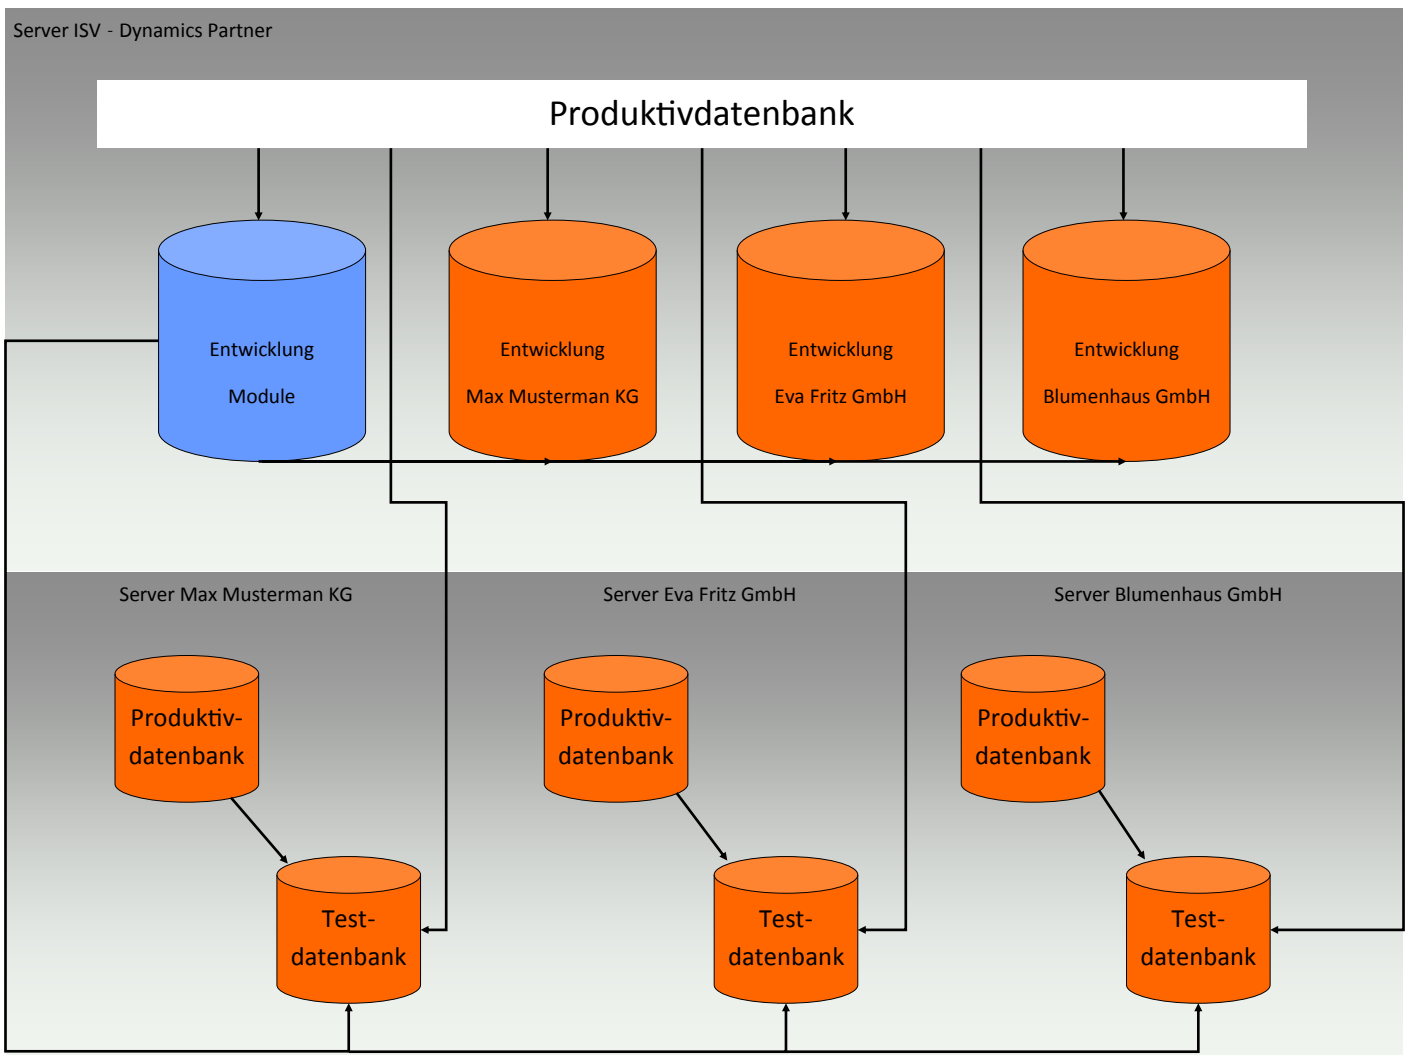 Server ISV - Dynamics Partner
Produktivdatenbank
Entwicklung
Module
Entwicklung
Max Musterman KG
Entwicklung
Eva Fritz GmbH
Entwicklung
Blumenhaus GmbH
Server Max Musterman KG
Server Eva Fritz GmbH
Server Blumenhaus GmbH
Produktiv-
datenbank
Produktiv-
datenbank
Produktiv-
datenbank
Test-
datenbank
Test-
datenbank
Test-
datenbank